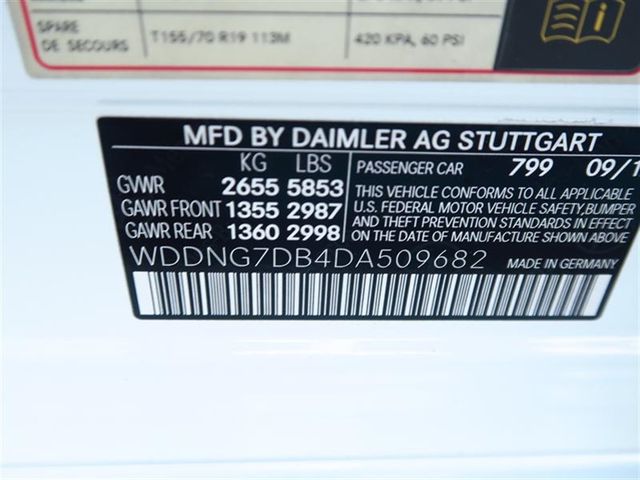 SPARE
DE SECOURS T155/70 R19 113M 420 KPA, 60 PSI
MFD BY DAIMLER AG STUTTGART
KG LBS PASSENGER CAR 799 09/1
GVWR 2655 5853 THIS VEHICLE CONFORMS TO ALL APPLICABLE
GAWR FRONT 1355 2987 U.S. FEDERAL MOTOR VEHICLE SAFETY, BUMPER
GAWR REAR 1360 2998 AND THEFT PREVENTION STANDARDS IN EFFECT
ON THE DATE OF MANUFACTURE SHOWN ABOVE.
WDDNG7DB4DA509682 MADE IN GERMANY